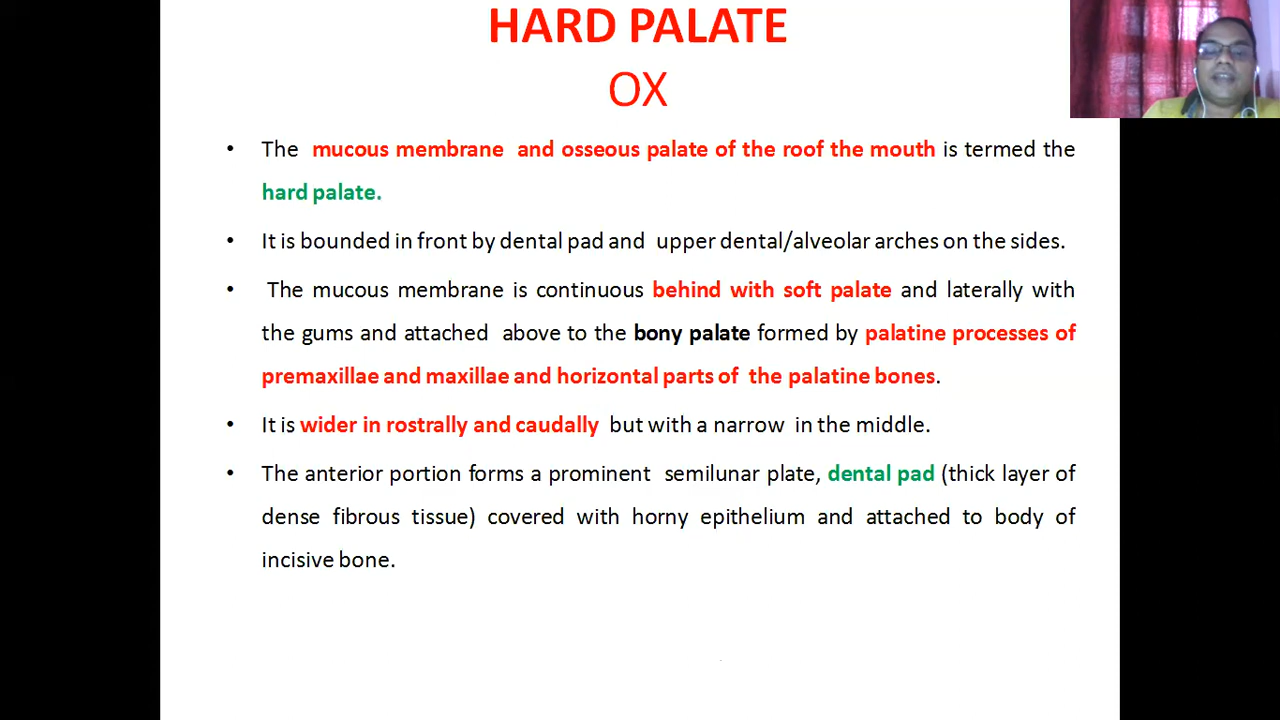 HARD PALATE
OX
• The mucous membrane and osseous palate of the roof the mouth is termed the
hard palate.
• It is bounded in front by dental pad and upper dental/alveolar arches on the sides.
• The mucous membrane is continuous behind with soft palate and laterally with
the gums and attached above to the bony palate formed by palatine processes of
premaxillae and maxillae and horizontal parts of the palatine bones.
• It is wider in rostrally and caudally but with a narrow in the middle.
• The anterior portion forms a prominent semilunar plate, dental pad (thick layer of
dense fibrous tissue) covered with horny epithelium and attached to body of
incisive bone.